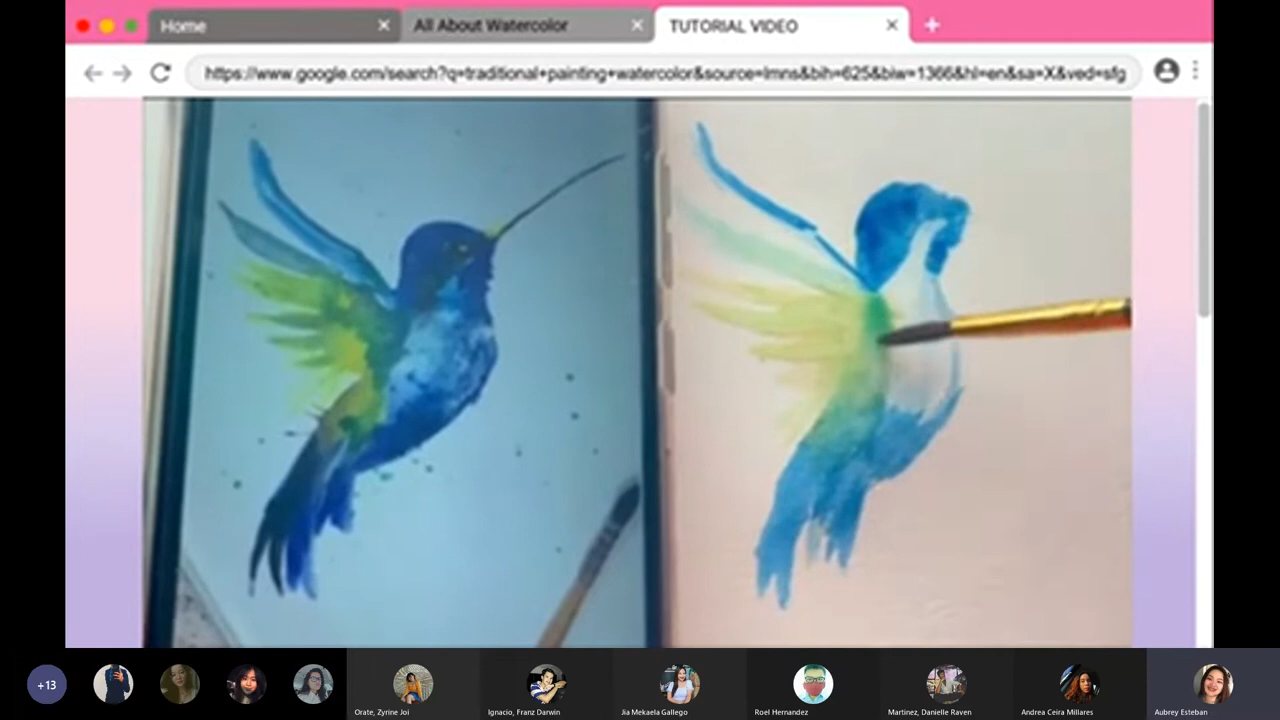 Home
All About Watercolor
TUTORIAL VIDEO
https://www.google.com/search?q=traditional+painting+watercolor&source=lmns&bih=625&biw=1366&hl=en&sa=X&ved=sfg
+13
Orate, Zyrine Joi
Ignacio, Franz Darwin
Jia Mekaela Gallego
Roel Hernandez
Martinez, Danielle Raven
Andrea Ceira Millares
Aubrey Esteban